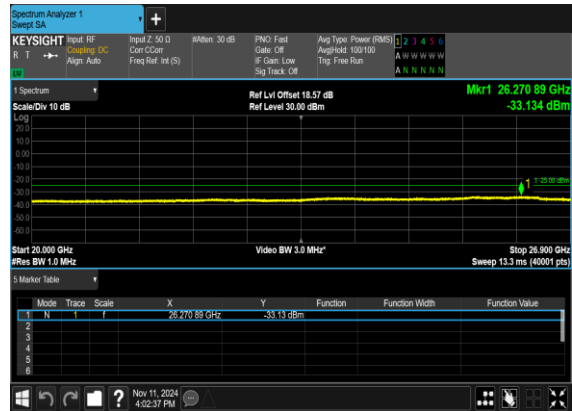 Spectrum Analyzer 1
Swept SA
+
KEYSIGHT Input: RF Input Z: 50 Ω #Atten: 30 dB PNO: Fast Avg Type: Power (RMS) 1 2 3 4 5 6
R T Coupling: DC Corr CCorr Gate: Off Avg|Hold: 100/100 A W W W W W
Align: Auto Freq Ref: Int (S) IF Gain: Low Trig: Free Run
Sig Track: Off A N N N N N
1 Spectrum Ref Lvl Offset 18.57 dB Mkr1 26.270 89 GHz
Scale/Div 10 dB Ref Level 30.00 dBm -33.134 dBm
Log
20.0
10.0
0.00
-10.0
-20.0
-30.0
-40.0
-50.0
-60.0
1
-25.00 dBm
Start 20.000 GHz Video BW 3.0 MHz* Stop 26.900 GHz
#Res BW 1.0 MHz Sweep 13.3 ms (40001 pts)
5 Marker Table
Mode Trace Scale X Y Function Function Width Function Value
1 N 1 f 26.270 89 GHz -33.13 dBm
2
3
4
5
6
? Nov 11, 2024
4:02:37 PM